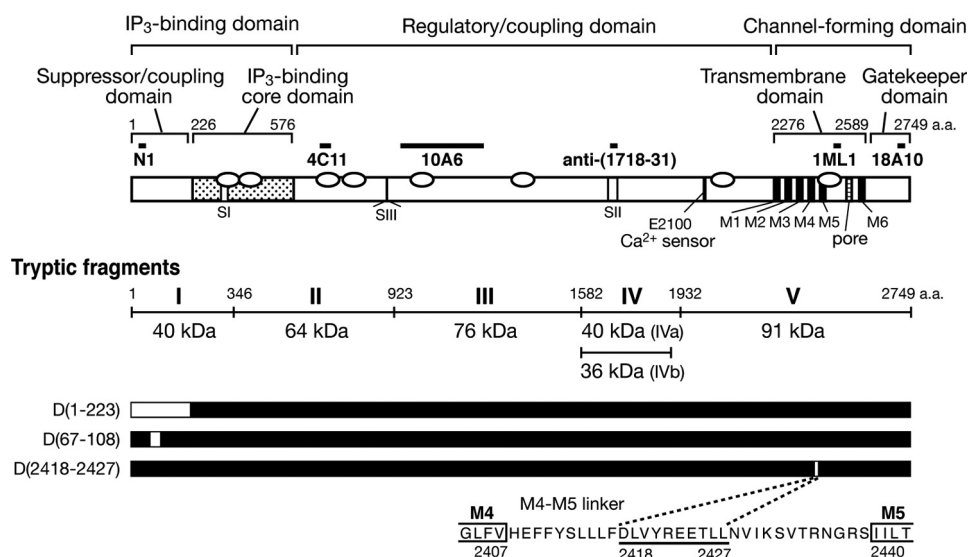 IP3-binding domain Regulatory/coupling domain Channel-forming domain
Suppressor/coupling domain IP3-binding core domain Transmembrane domain Gatekeeper domain
1 226 576 2276 2589 2749 a.a.
N1 4C11 10A6 anti-(1718-31) 1ML1 18A10
SI SIII SII E2100 Ca2+ sensor M1 M2 M3 M4 M5 pore M6
Tryptic fragments
1 I 346 II 923 III 1582 IV 1932 V 2749 a.a.
40 kDa 64 kDa 76 kDa 40 kDa (IVa) 91 kDa
36 kDa (IVb)
D(1-223)
D(67-108)
D(2418-2427)
M4-M5 linker
M4 M5
GLFVHEFFYSLLLFDLVYREETLLNVIKSVTRNGRSIILT
2407 2418 2427 2440